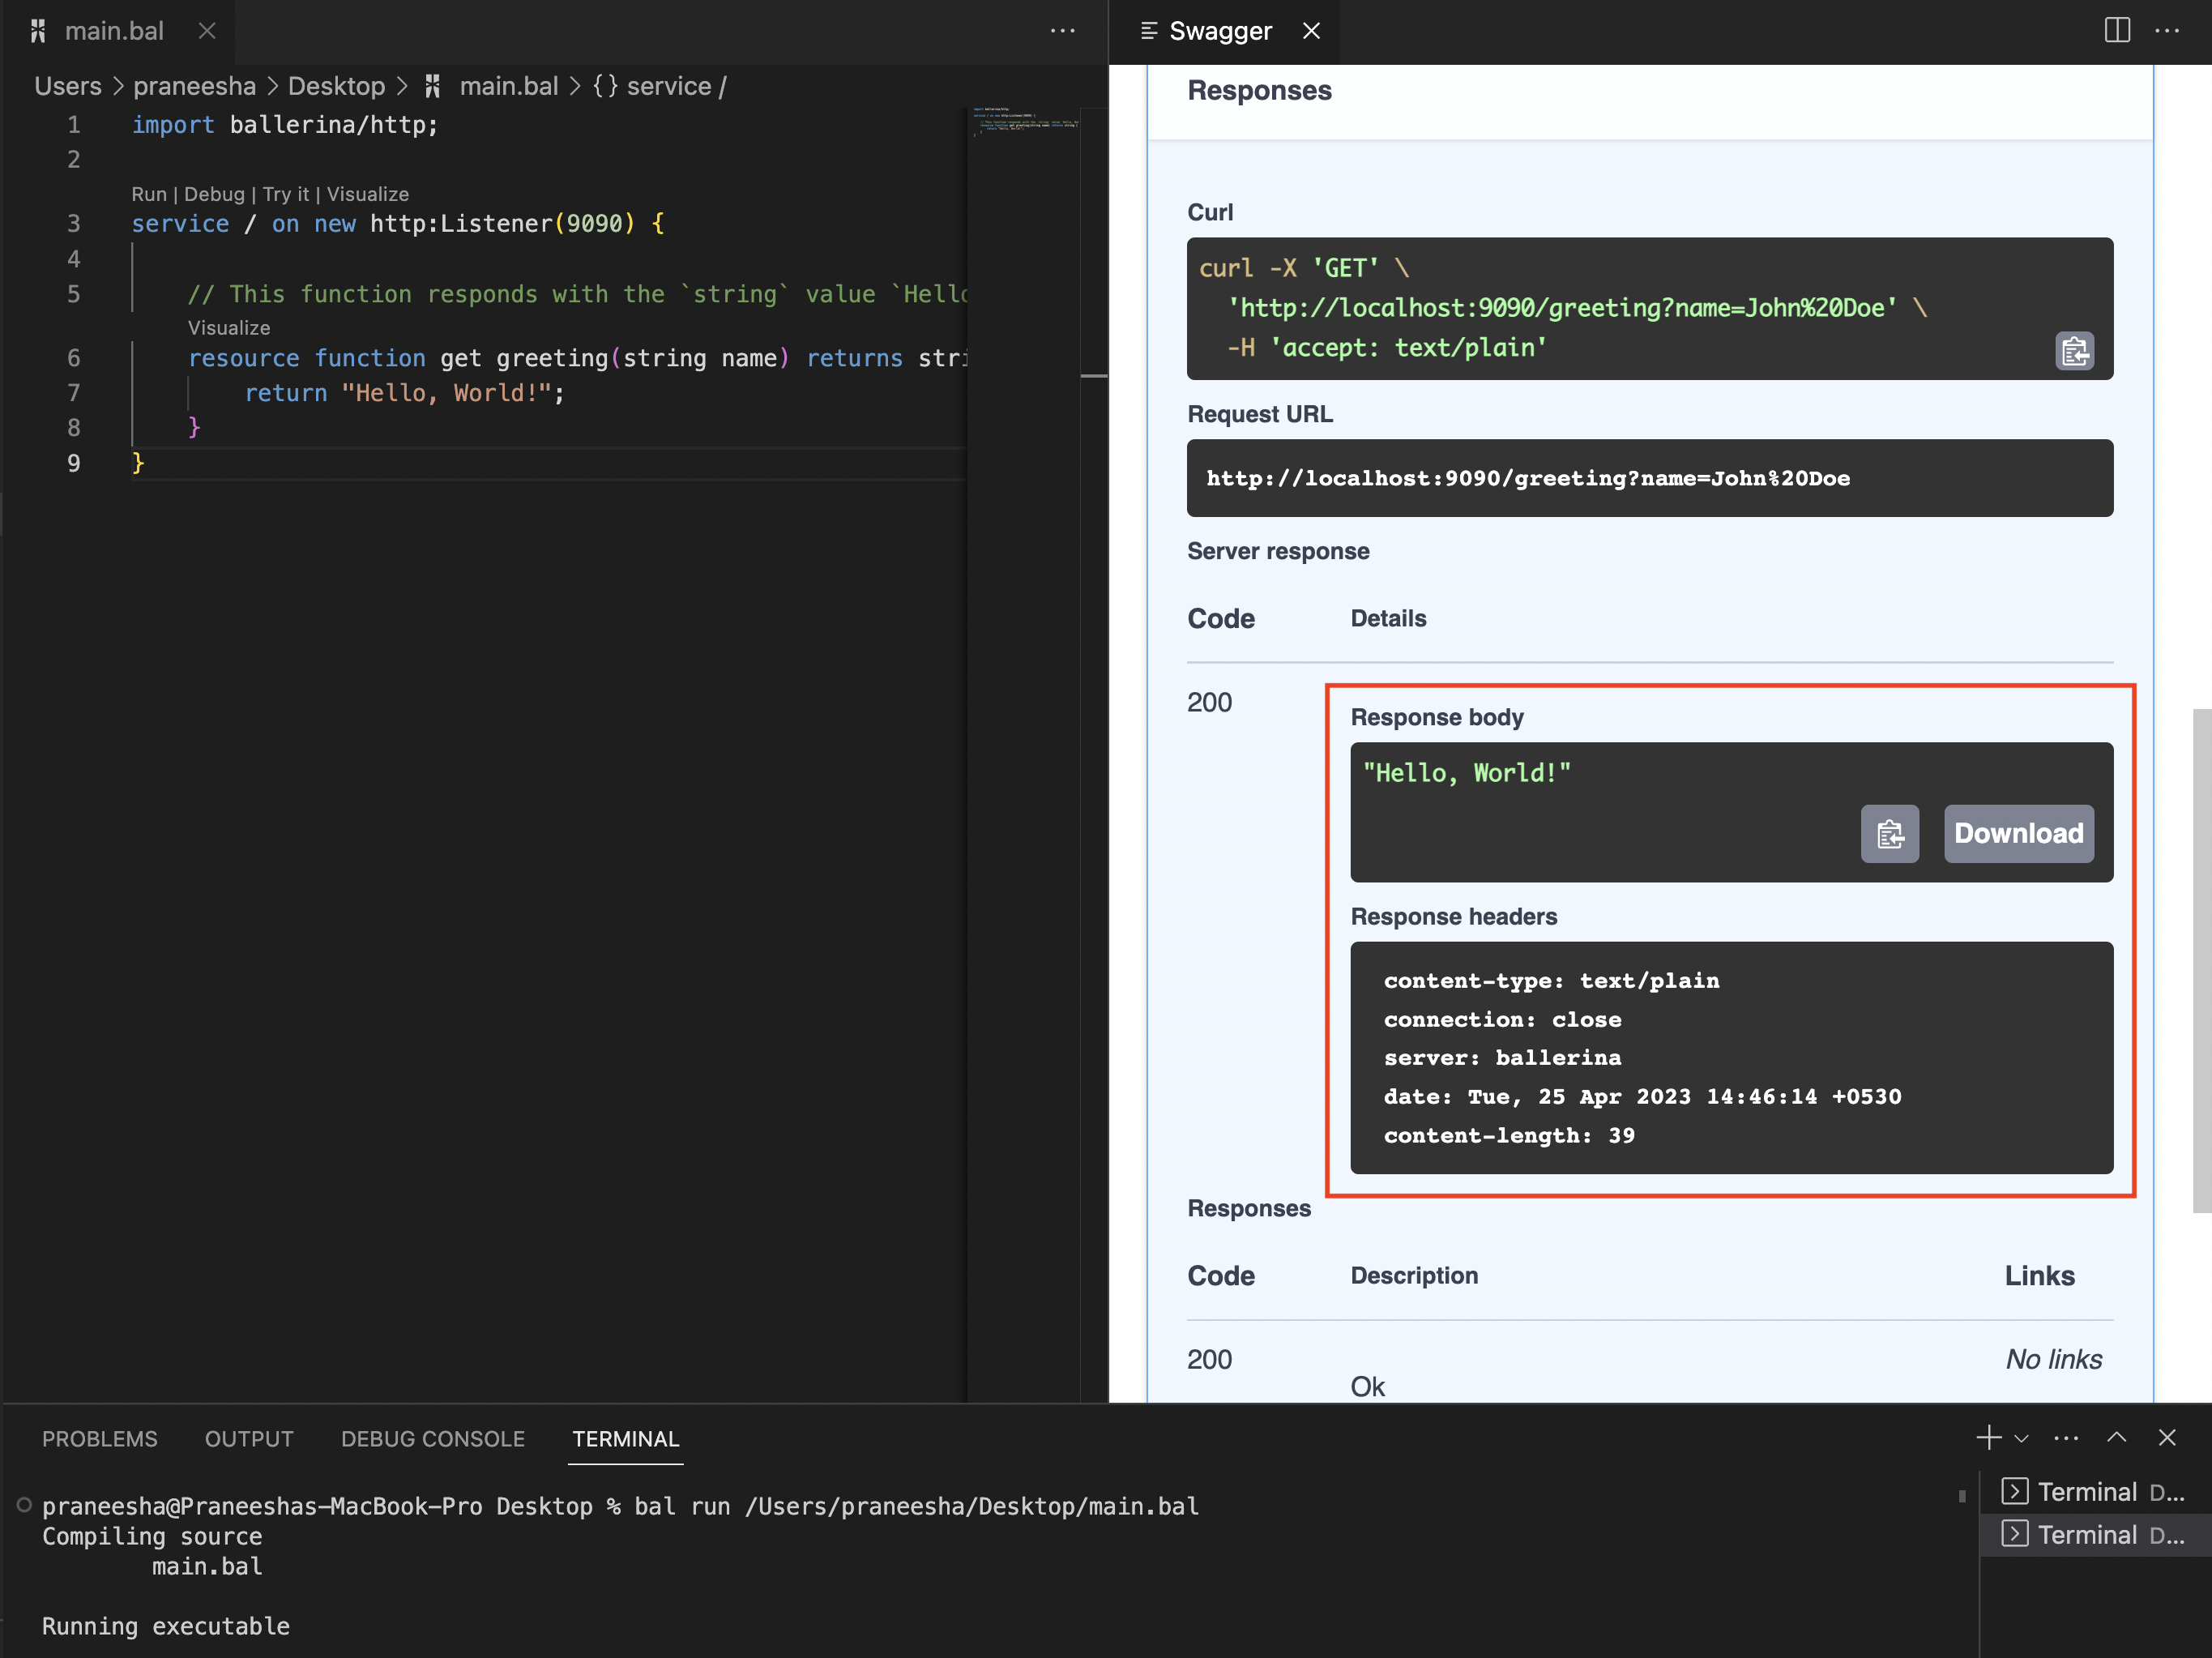 main.bal
Swagger
Users > praneesha > Desktop > main.bal > {} service /
1 import ballerina/http;
2
Run | Debug | Try it | Visualize
3 service / on new http:Listener(9090) {
4
5 // This function responds with the `string` value `Hello
Visualize
6 resource function get greeting(string name) returns stri
7 return "Hello, World!";
8 }
9 }
Responses
Curl
curl -X 'GET' \
'http://localhost:9090/greeting?name=John%20Doe' \
-H 'accept: text/plain'
Request URL
http://localhost:9090/greeting?name=John%20Doe
Server response
Code Details
200
Response body
"Hello, World!"
Download
Response headers
content-type: text/plain
connection: close
server: ballerina
date: Tue, 25 Apr 2023 14:46:14 +0530
content-length: 39
Responses
Code Description Links
200 No links
Ok
PROBLEMS OUTPUT DEBUG CONSOLE TERMINAL
praneesha@Praneeshas-MacBook-Pro Desktop % bal run /Users/praneesha/Desktop/main.bal
Compiling source
main.bal
Running executable
Terminal D...
Terminal D...